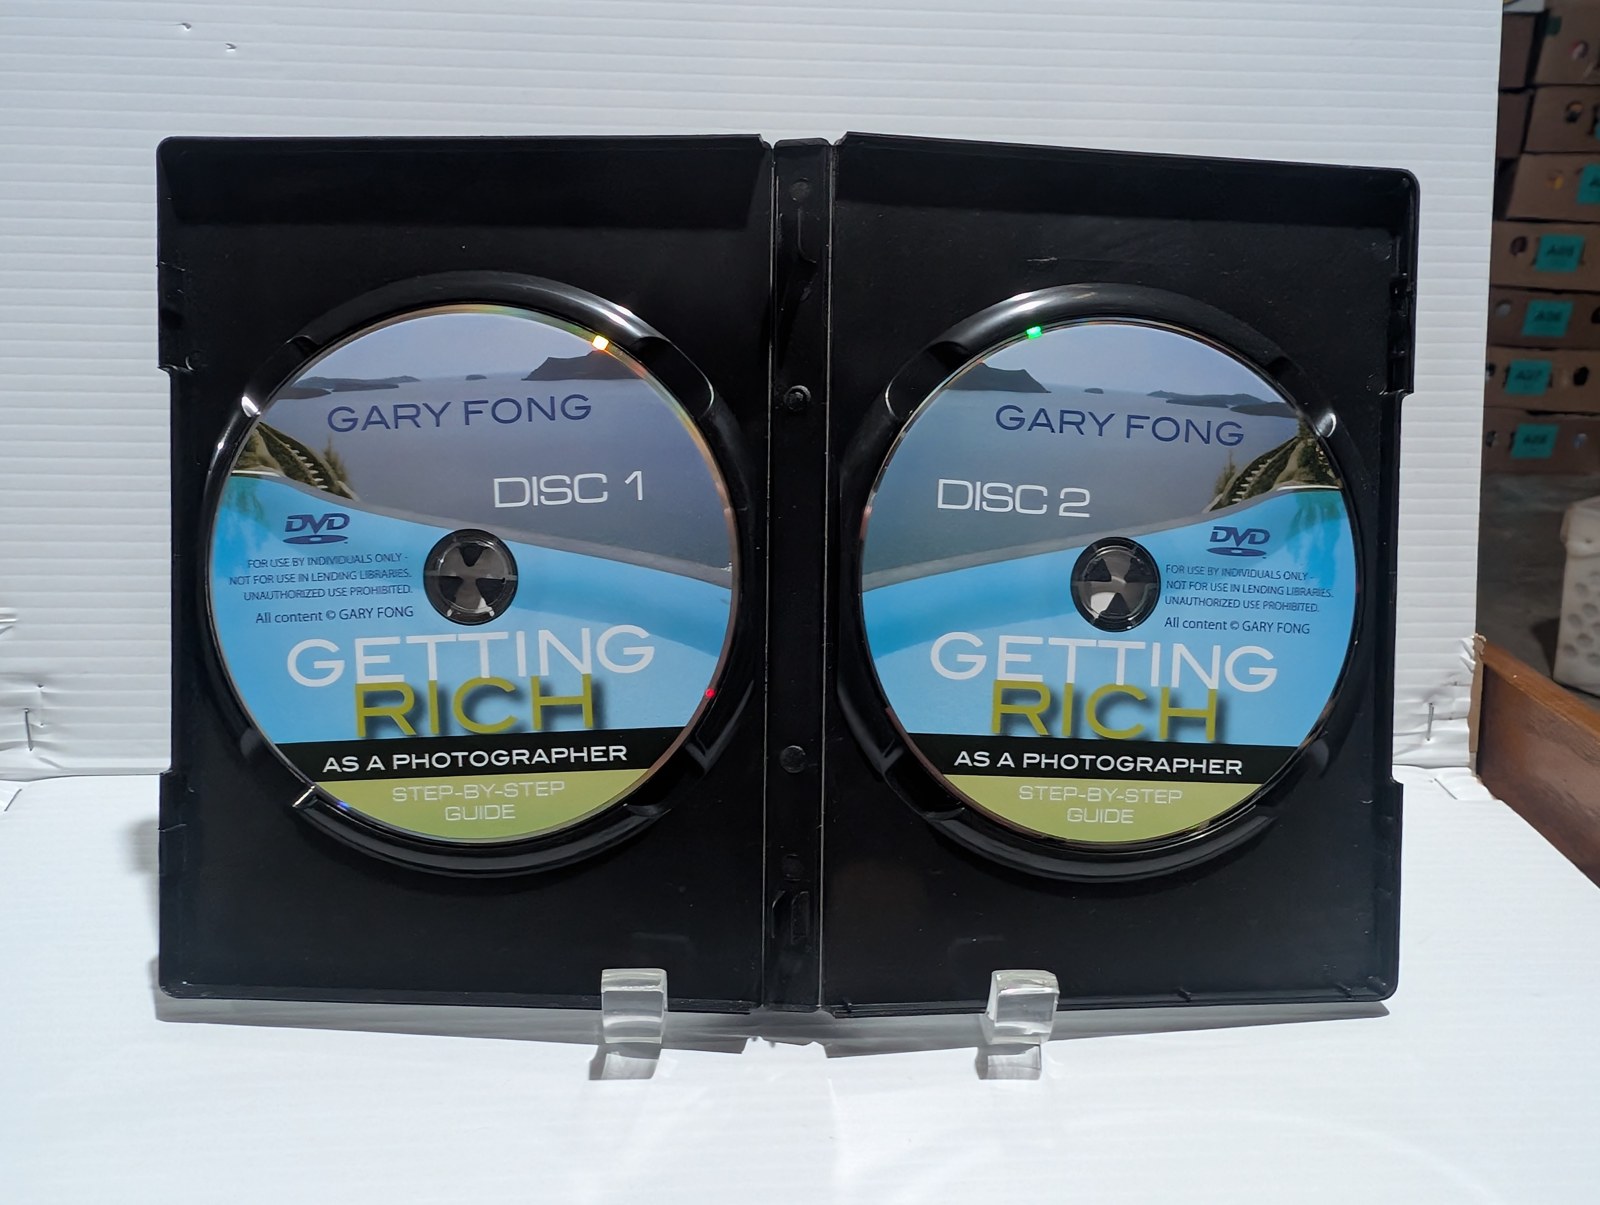 GARY FONG
DISC 1
DVD
FOR USE BY INDIVIDUALS ONLY -
NOT FOR USE IN LENDING LIBRARIES.
UNAUTHORIZED USE PROHIBITED.
All content © GARY FONG
GETTING
RICH
AS A PHOTOGRAPHER
STEP-BY-STEP
GUIDE
GARY FONG
DISC 2
DVD
FOR USE BY INDIVIDUALS ONLY -
NOT FOR USE IN LENDING LIBRARIES.
UNAUTHORIZED USE PROHIBITED.
All content © GARY FONG
GETTING
RICH
AS A PHOTOGRAPHER
STEP-BY-STEP
GUIDE